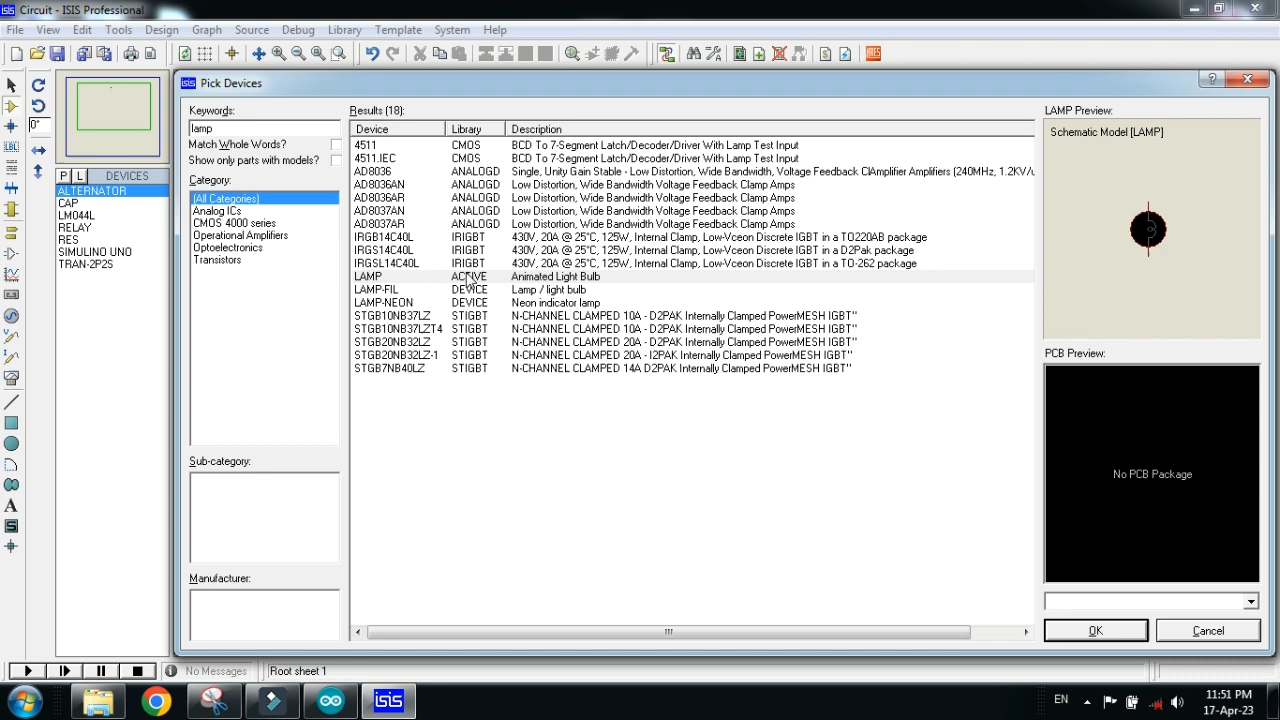 Circuit - ISIS Professional
File View Edit Tools Design Graph Source Debug Library Template System Help
ARES
Pick Devices
0°
LBL
P L DEVICES
ALTERNATOR
CAP
LM044L
RELAY
RES
SIMULINO UNO
TRAN-2P2S
Keywords:
lamp
Match Whole Words?
Show only parts with models?
Category:
(All Categories)
Analog ICs
CMOS 4000 series
Operational Amplifiers
Optoelectronics
Transistors
Sub-category:
Manufacturer:
Results (18):
Device Library Description
4511 CMOS BCD To 7-Segment Latch/Decoder/Driver With Lamp Test Input
4511.IEC CMOS BCD To 7-Segment Latch/Decoder/Driver With Lamp Test Input
AD8036 ANALOGD Single, Unity Gain Stable - Low Distortion, Wide Bandwidth, Voltage Feedback ClAmplifier Amplifiers (240MHz, 1.2KV/u
AD8036AN ANALOGD Low Distortion, Wide Bandwidth Voltage Feedback Clamp Amps
AD8036AR ANALOGD Low Distortion, Wide Bandwidth Voltage Feedback Clamp Amps
AD8037AN ANALOGD Low Distortion, Wide Bandwidth Voltage Feedback Clamp Amps
AD8037AR ANALOGD Low Distortion, Wide Bandwidth Voltage Feedback Clamp Amps
IRGB14C40L IRIGBT 430V, 20A @ 25°C, 125W, Internal Clamp, Low-Vceon Discrete IGBT in a TO220AB package
IRGS14C40L IRIGBT 430V, 20A @ 25°C, 125W, Internal Clamp, Low-Vceon Discrete IGBT in a D2Pak package
IRGSL14C40L IRIGBT 430V, 20A @ 25°C, 125W, Internal Clamp, Low-Vceon Discrete IGBT in a TO-262 package
LAMP ACTIVE Animated Light Bulb
LAMP-FIL DEVICE Lamp / light bulb
LAMP-NEON DEVICE Neon indicator lamp
STGB10NB37LZ STIGBT N-CHANNEL CLAMPED 10A - D2PAK Internally Clamped PowerMESH IGBT"
STGB10NB37LZT4 STIGBT N-CHANNEL CLAMPED 10A - D2PAK Internally Clamped PowerMESH IGBT"
STGB20NB32LZ STIGBT N-CHANNEL CLAMPED 20A - D2PAK Internally Clamped PowerMESH IGBT"
STGB20NB32LZ-1 STIGBT N-CHANNEL CLAMPED 20A - I2PAK Internally Clamped PowerMESH IGBT"
STGB7NB40LZ STIGBT N-CHANNEL CLAMPED 14A D2PAK Internally Clamped PowerMESH IGBT"
LAMP Preview:
Schematic Model [LAMP]
PCB Preview:
No PCB Package
OK Cancel
No Messages Root sheet 1
isis
EN
11:51 PM
17-Apr-23